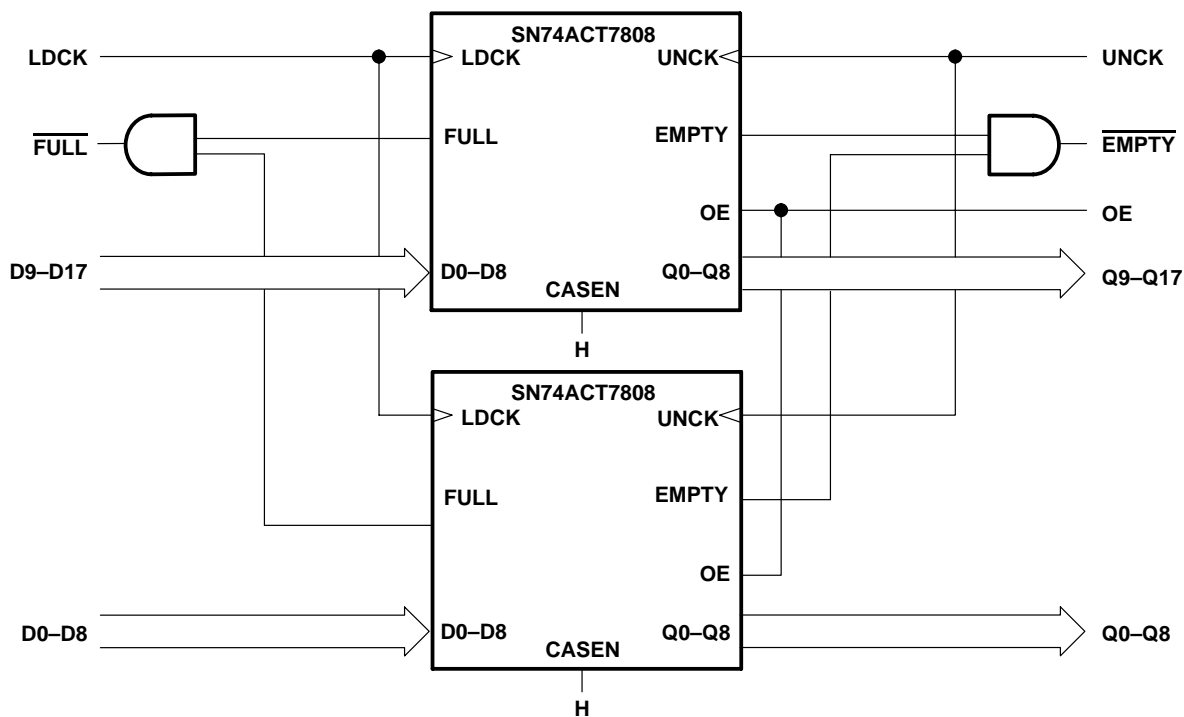 SN74ACT7808
LDCK
LDCK
UNCK
UNCK
FULL
FULL
EMPTY
EMPTY
OE
OE
D9–D17
D0–D8
Q0–Q8
Q9–Q17
CASEN
H
SN74ACT7808
LDCK
UNCK
FULL
EMPTY
OE
D0–D8
D0–D8
Q0–Q8
Q0–Q8
CASEN
H